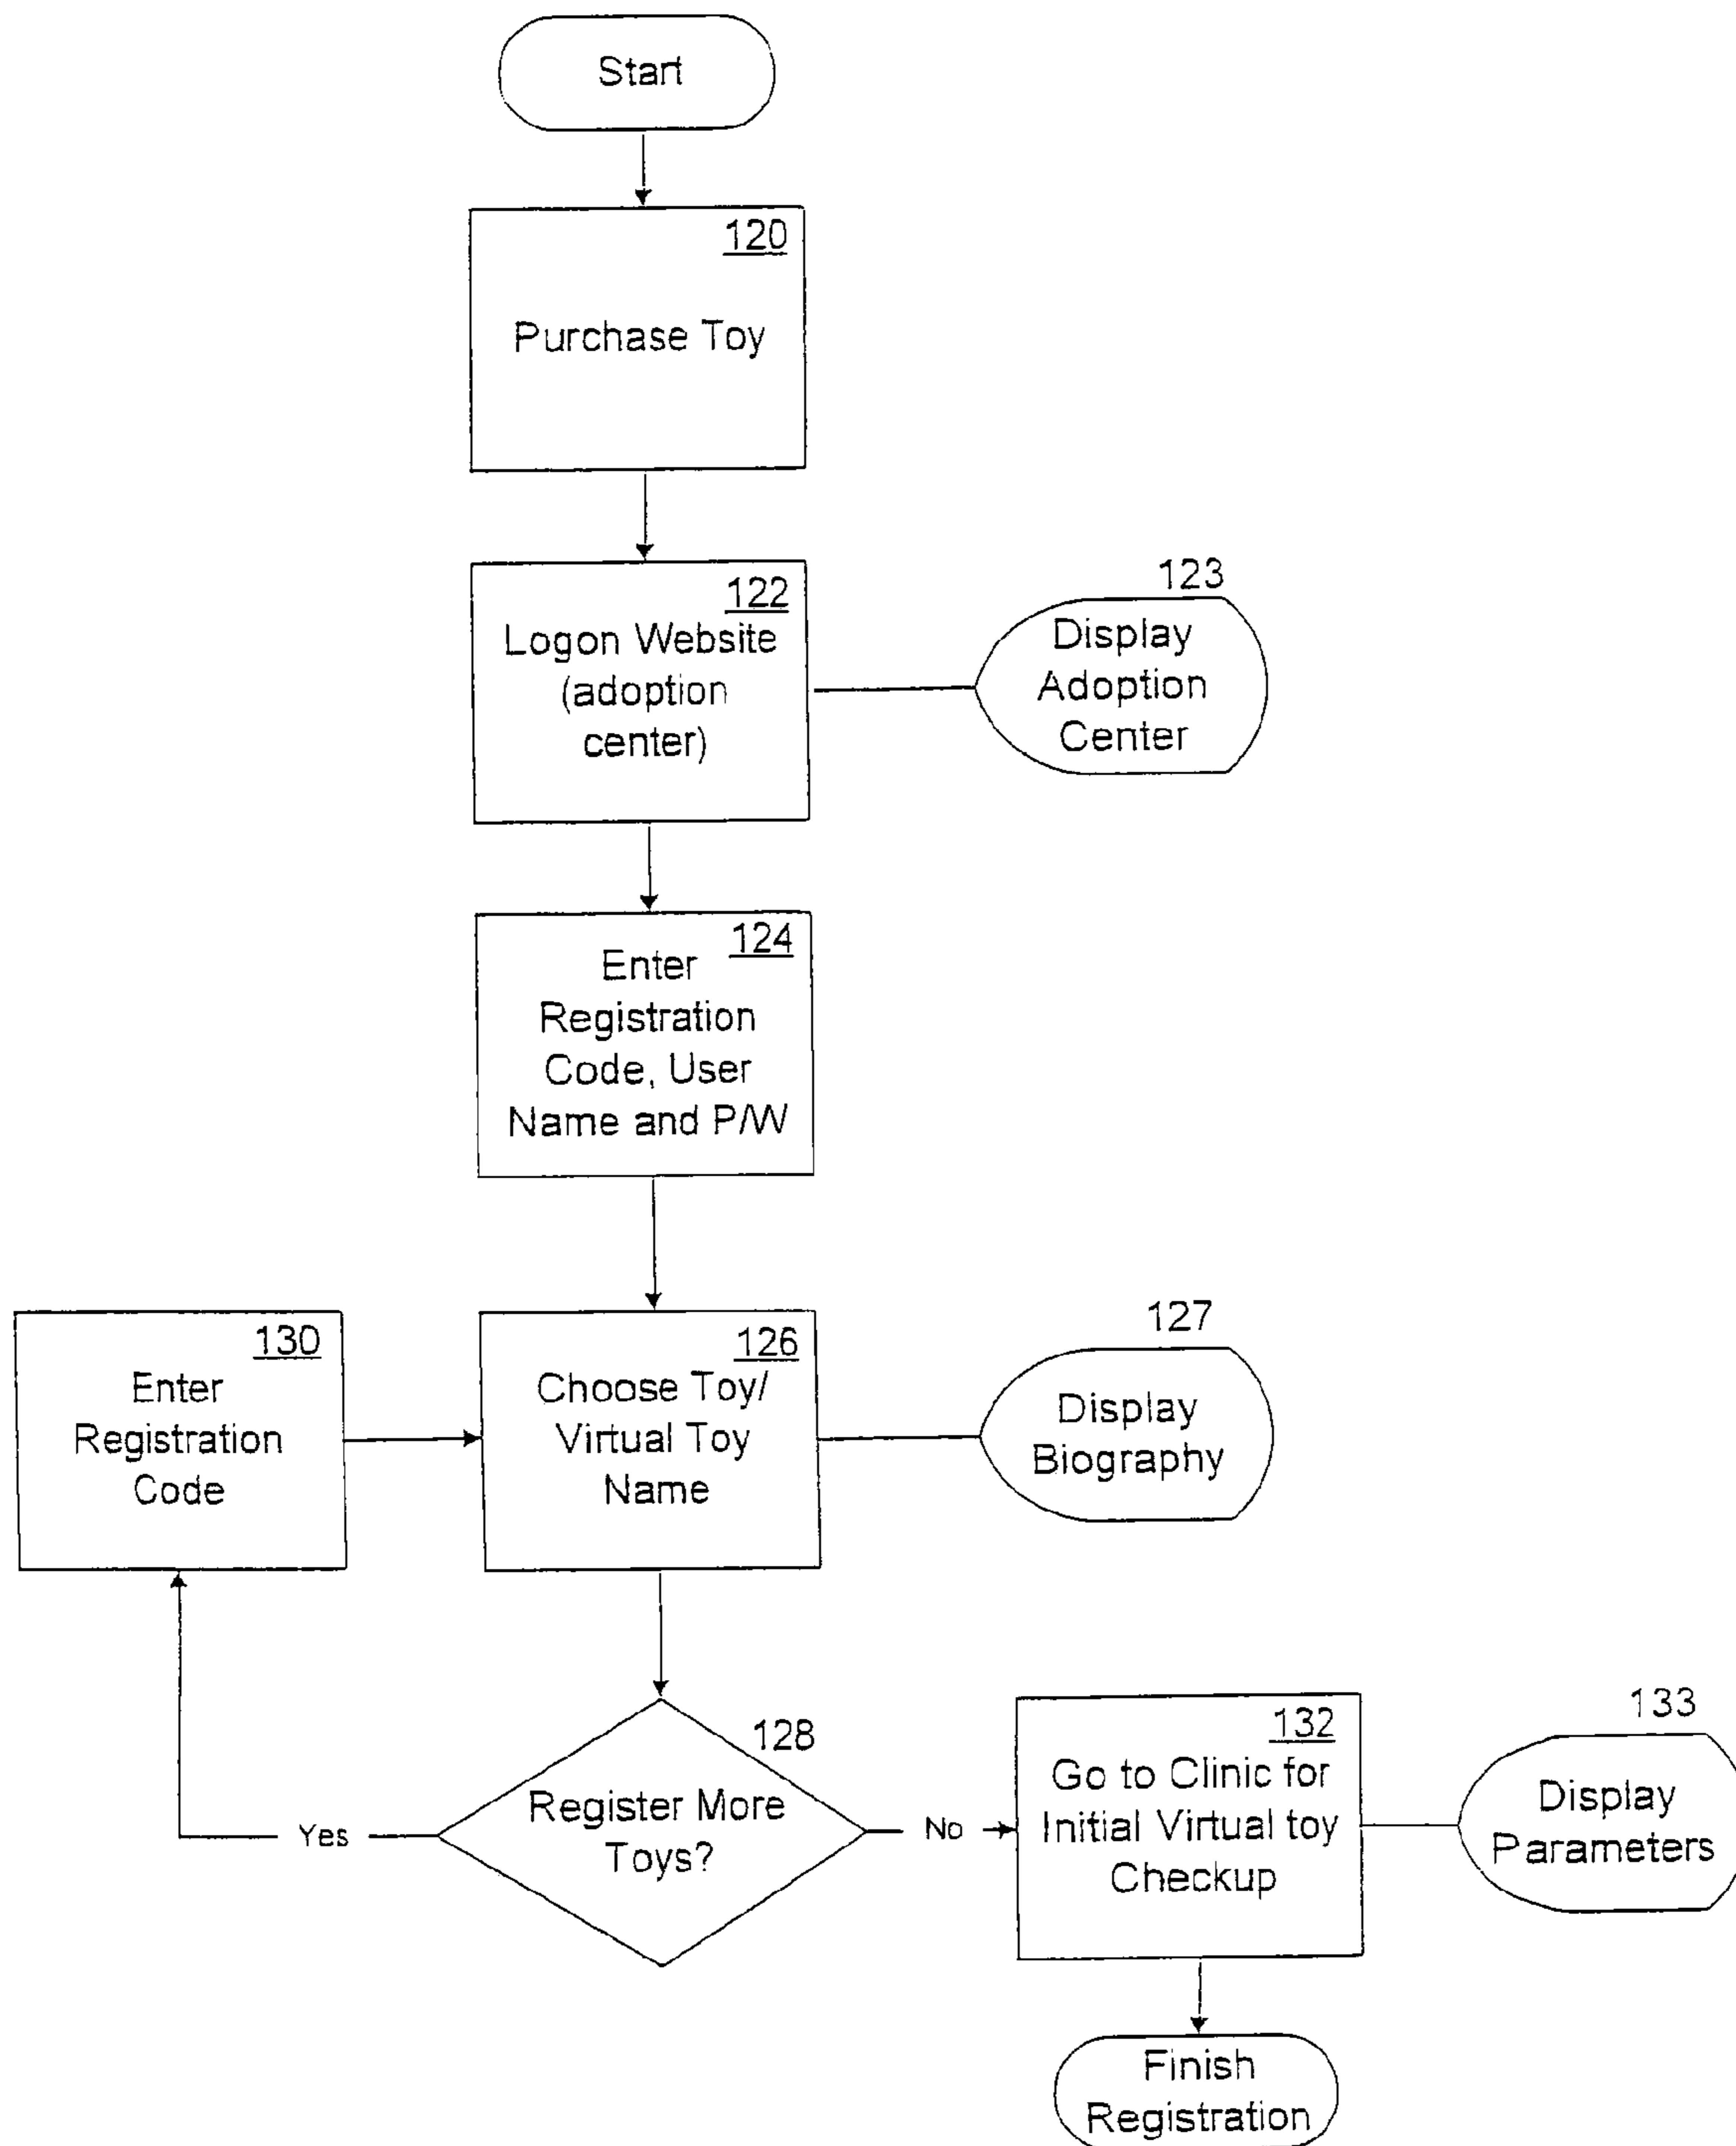 Start
120
Purchase Toy
122
Logon Website
(adoption
center)
123
Display
Adoption
Center
124
Enter
Registration
Code, User
Name and P/W
130
Enter
Registration
Code
126
Choose Toy/
Virtual Toy
Name
127
Display
Biography
128
Register More
Toys?
Yes
No
132
Go to Clinic for
Initial Virtual toy
Checkup
133
Display
Parameters
Finish
Registration